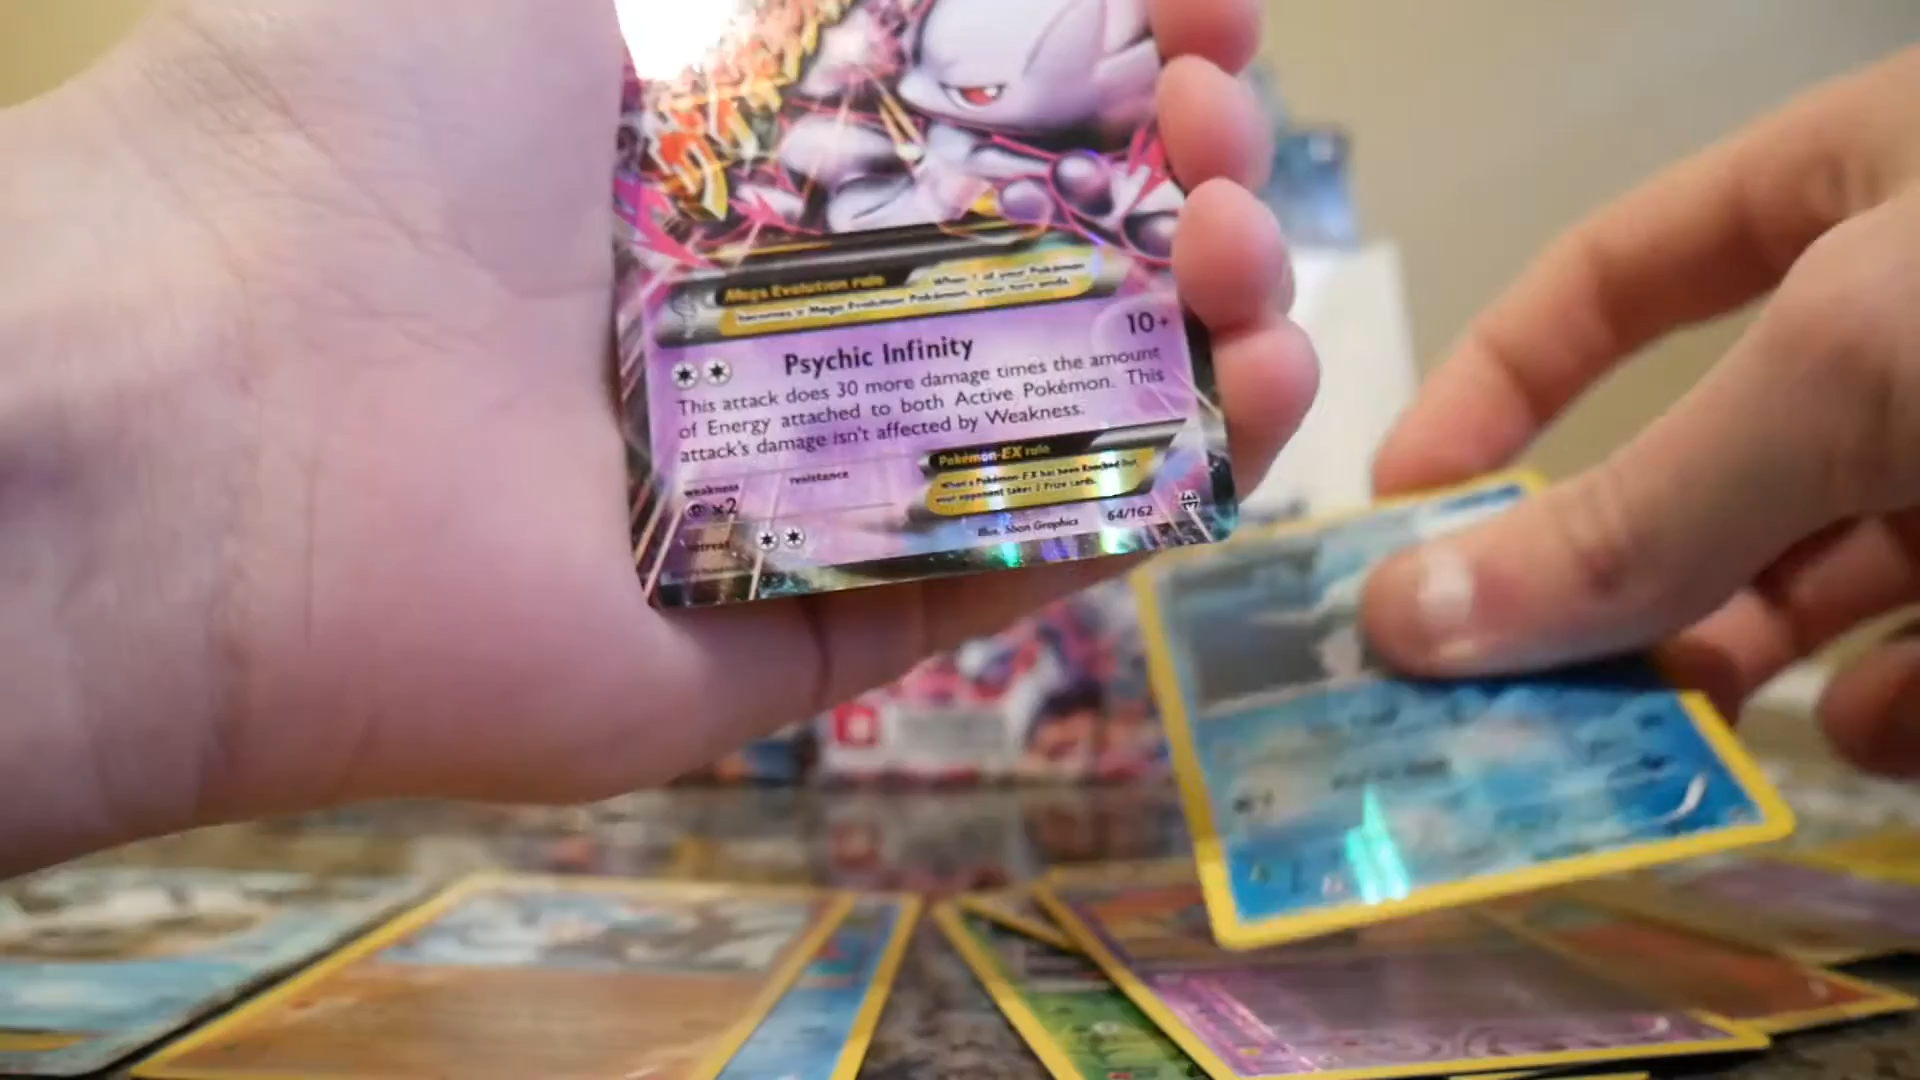 Mega Evolution rule
When 1 of your Pokémon
becomes a Mega Evolution Pokémon, your turn ends.
Psychic Infinity 10+
This attack does 30 more damage times the amount
of Energy attached to both Active Pokémon. This
attack's damage isn't affected by Weakness.
Pokémon-EX rule
When a Pokémon-EX has been Knocked Out,
your opponent takes 2 Prize cards.
weakness
resistance
×2
retreat
Illus. 5ban Graphics
64/162